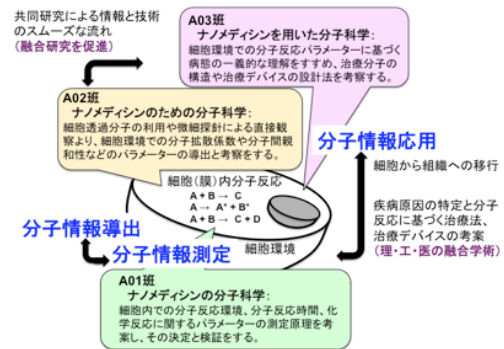 共同研究による情報と技術
のスムーズな流れ
(融合研究を促進)
A03班
ナノメディシンを用いた分子科学:
細胞環境での分子反応パラメーターに基づく
病態の一義的な理解をすすめ、治療分子の
構造や治療デバイスの設計法を考察する。
A02班
ナノメディシンのための分子科学:
細胞透過分子の利用や微細探針による直接観
察より、細胞環境での分子拡散係数や分子間親
和性などのパラメーターの導出と考察をする。
分子情報応用
細胞から組織への移行
細胞(膜)内分子反応
A + B → C
A → A* + B*
A + B → C + D
疾病原因の特定と分子
反応に基づく治療法、
治療デバイスの考案
(理・工・医の融合学術)
分子情報導出
細胞環境
分子情報測定
A01班
ナノメディシンの分子科学:
細胞内での分子反応環境、分子反応時間、化
学反応に関するパラメーターの測定原理を考
案し、その決定と検証をする。